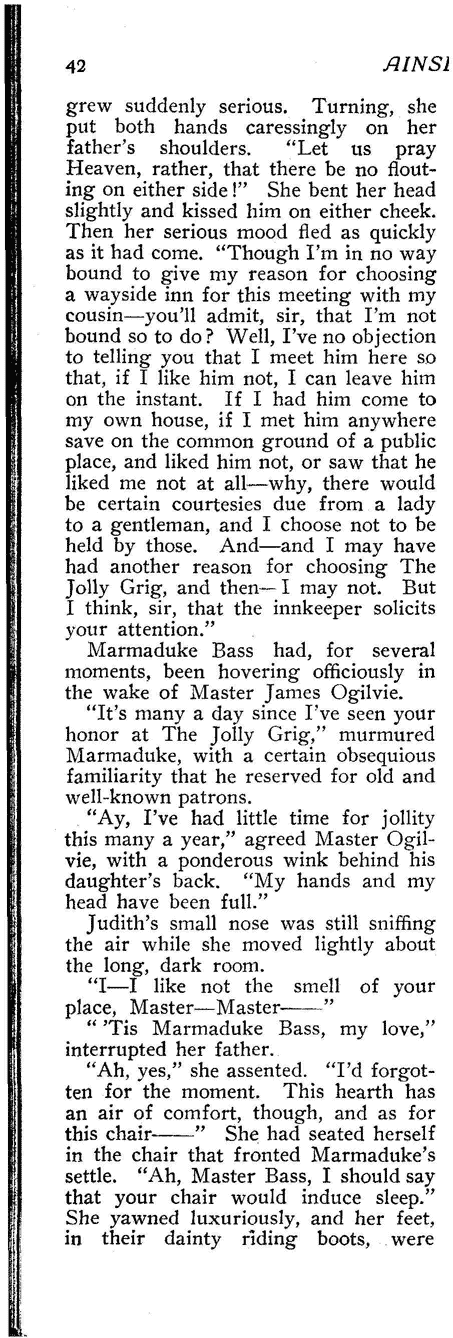 42 AINSL
grew suddenly serious. Turning, she
put both hands caressingly on her
father's shoulders. "Let us pray
Heaven, rather, that there be no flout-
ing on either side!" She bent her head
slightly and kissed him on either cheek.
Then her serious mood fled as quickly
as it had come. "Though I'm in no way
bound to give my reason for choosing
a wayside inn for this meeting with my
cousin—you'll admit, sir, that I'm not
bound so to do? Well, I've no objection
to telling you that I meet him here so
that, if I like him not, I can leave him
on the instant. If I had him come to
my own house, if I met him anywhere
save on the common ground of a public
place, and liked him not, or saw that he
liked me not at all—why, there would
be certain courtesies due from a lady
to a gentleman, and I choose not to be
held by those. And—and I may have
had another reason for choosing The
Jolly Grig, and then—I may not. But
I think, sir, that the innkeeper solicits
your attention."
Marmaduke Bass had, for several
moments, been hovering officiously in
the wake of Master James Ogilvie.
"It's many a day since I've seen your
honor at The Jolly Grig," murmured
Marmaduke, with a certain obsequious
familiarity that he reserved for old and
well-known patrons.
"Ay, I've had little time for jollity
this many a year," agreed Master Ogil-
vie, with a ponderous wink behind his
daughter's back. "My hands and my
head have been full."
Judith's small nose was still sniffing
the air while she moved lightly about
the long, dark room.
"I—I like not the smell of your
place, Master—Master——"
"'Tis Marmaduke Bass, my love,"
interrupted her father.
"Ah, yes," she assented. "I'd forgot-
ten for the moment. This hearth has
an air of comfort, though, and as for
this chair——" She had seated herself
in the chair that fronted Marmaduke's
settle. "Ah, Master Bass, I should say
that your chair would induce sleep."
She yawned luxuriously, and her feet,
in their dainty riding boots, were